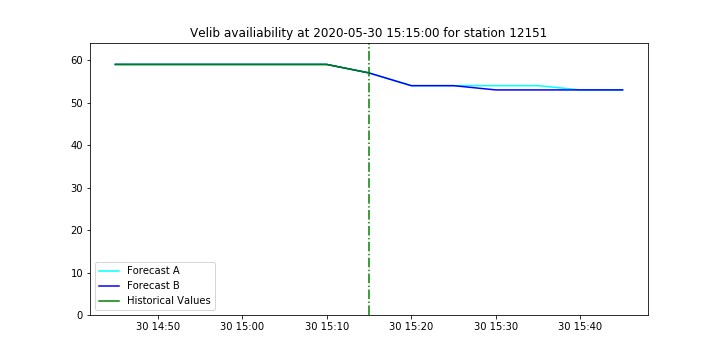 Velib availiability at 2020-05-30 15:15:00 for station 12151
60
50
40
30
20
10
0
Forecast A
Forecast B
Historical Values
30 14:50 30 15:00 30 15:10 30 15:20 30 15:30 30 15:40